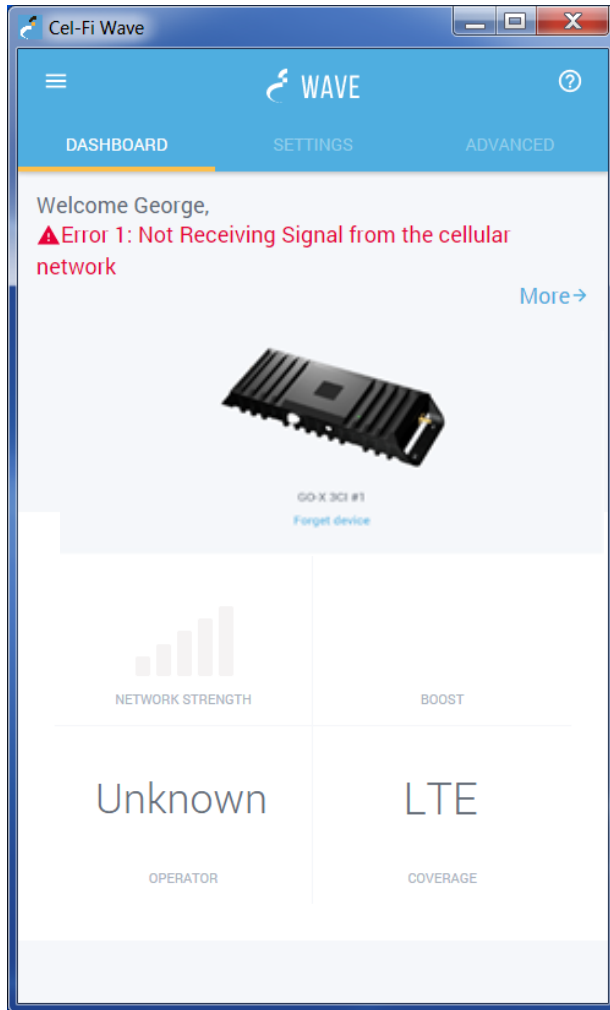 Cel-Fi Wave
WAVE
DASHBOARD SETTINGS ADVANCED
Welcome George,
Error 1: Not Receiving Signal from the cellular
network
More
GO-X 3CI #1
Forget device
NETWORK STRENGTH BOOST
Unknown LTE
OPERATOR COVERAGE